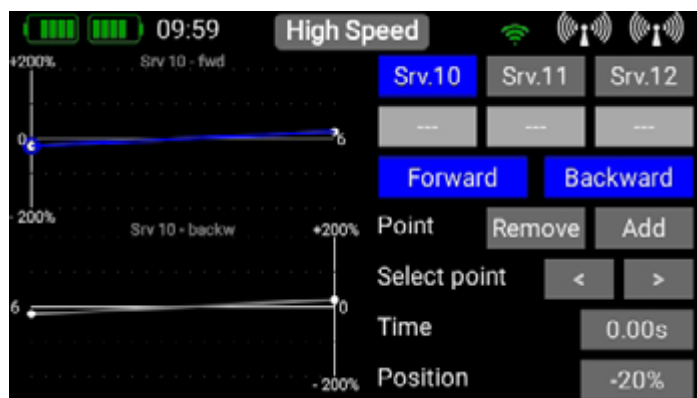 09:59 High Speed
+200% Srv 10 - fwd
0 6
- 200%
Srv 10 - backw +200%
6 0
- 200%
Srv.10 Srv.11 Srv.12
--- --- ---
Forward Backward
Point Remove Add
Select point < >
Time 0.00s
Position -20%